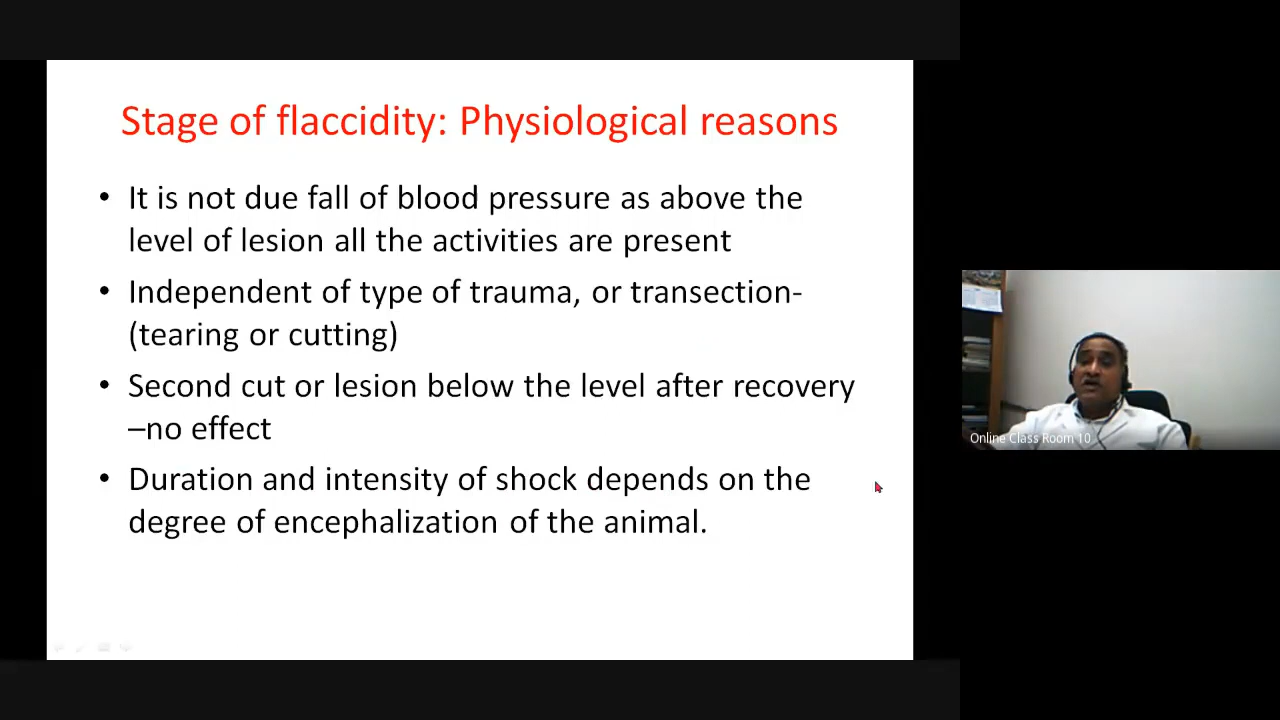 Stage of flaccidity: Physiological reasons
• It is not due fall of blood pressure as above the
level of lesion all the activities are present
• Independent of type of trauma, or transection-
(tearing or cutting)
• Second cut or lesion below the level after recovery
–no effect
• Duration and intensity of shock depends on the
degree of encephalization of the animal.
Online Class Room 10